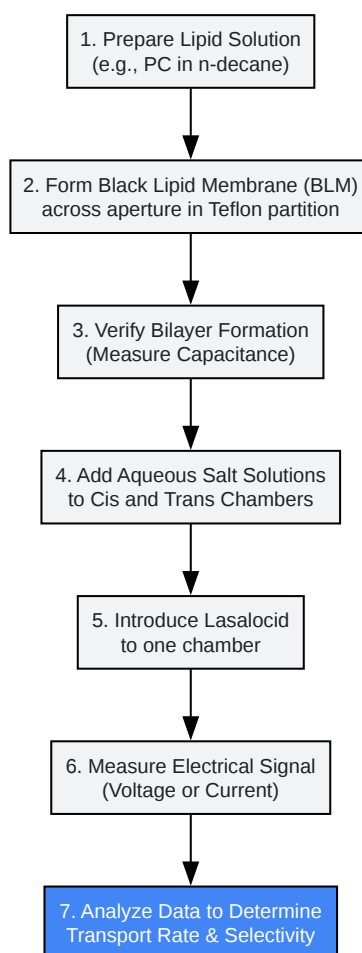 1. Prepare Lipid Solution
(e.g., PC in n-decane)
2. Form Black Lipid Membrane (BLM)
across aperture in Teflon partition
3. Verify Bilayer Formation
(Measure Capacitance)
4. Add Aqueous Salt Solutions
to Cis and Trans Chambers
5. Introduce Lasalocid
to one chamber
6. Measure Electrical Signal
(Voltage or Current)
7. Analyze Data to Determine
Transport Rate & Selectivity